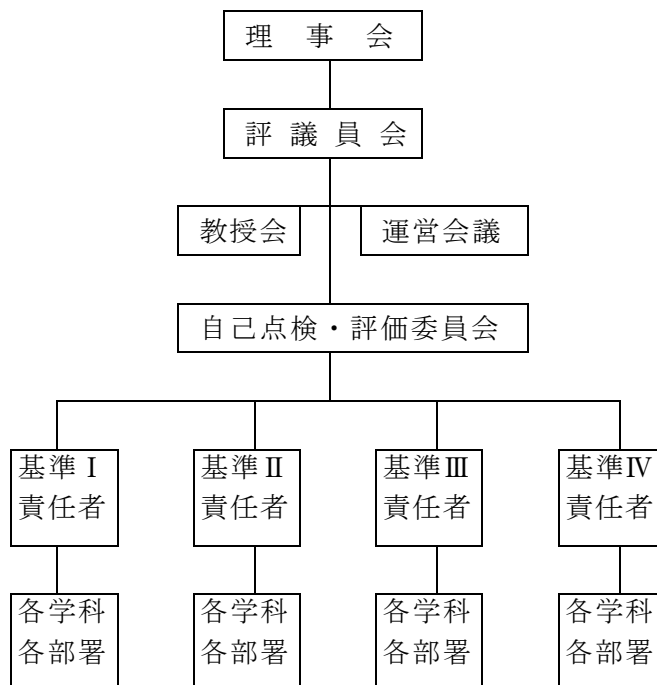 理事会
評議員会
教授会 運営会議
自己点検・評価委員会
基準Ⅰ 基準Ⅱ 基準Ⅲ 基準Ⅳ
責任者 責任者 責任者 責任者
各学科 各学科 各学科 各学科
各部署 各部署 各部署 各部署